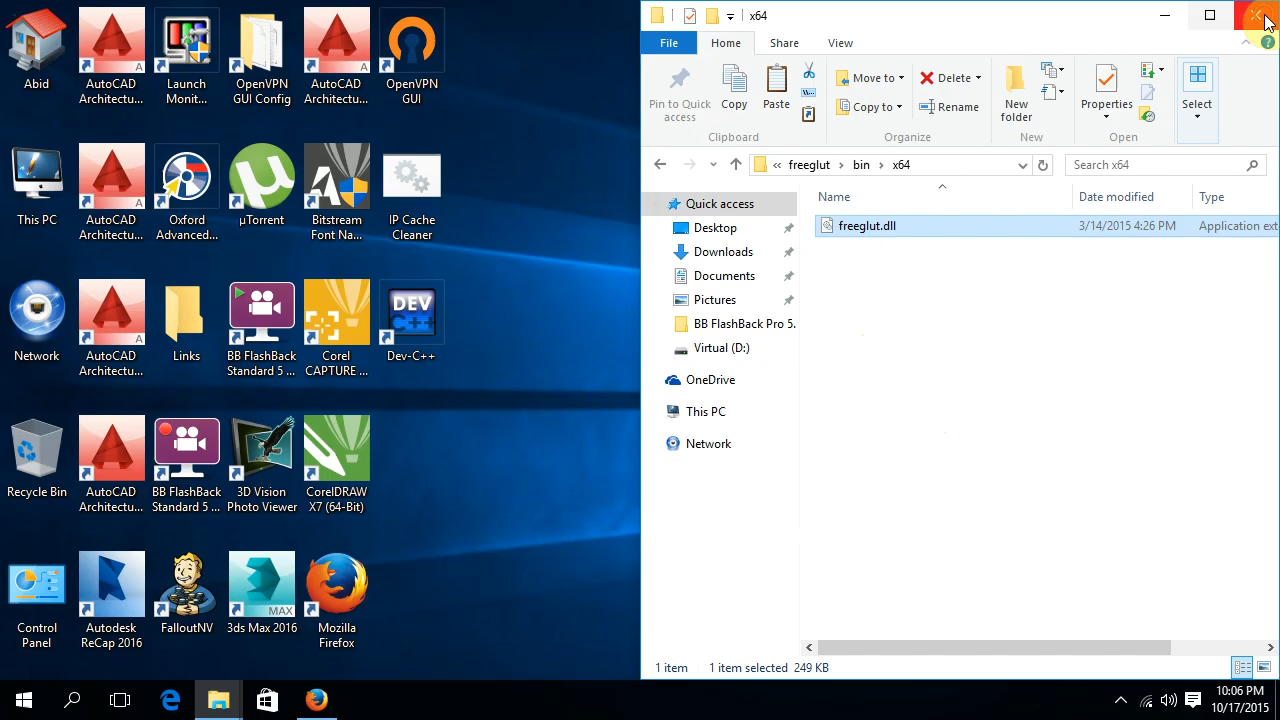 Abid
AutoCAD
Architectu...
Launch
Monit...
OpenVPN
GUI Config
AutoCAD
Architectu...
OpenVPN
GUI
This PC
AutoCAD
Architectu...
Oxford
Advanced...
µTorrent
Bitstream
Font Na...
IP Cache
Cleaner
Network
AutoCAD
Architectu...
Links
BB FlashBack
Standard 5 ...
Corel
CAPTURE ...
DEV
C++
Dev-C++
Recycle Bin
AutoCAD
Architectu...
BB FlashBack
Standard 5 ...
3D Vision
Photo Viewer
CorelDRAW
X7 (64-Bit)
Control
Panel
Autodesk
ReCap 2016
FalloutNV
MAX
3ds Max 2016
Mozilla
Firefox
x64
File Home Share View
Pin to Quick
access
Copy
Paste
Clipboard
Move to
Copy to
Delete
Rename
Organize
New
folder
New
Properties
Open
Select
« freeglut › bin › x64
Search x64
Name Date modified Type
freeglut.dll 3/14/2015 4:26 PM Application ext
Quick access
Desktop
Downloads
Documents
Pictures
BB FlashBack Pro 5.
Virtual (D:)
OneDrive
This PC
Network
1 item 1 item selected 249 KB
10:06 PM
10/17/2015